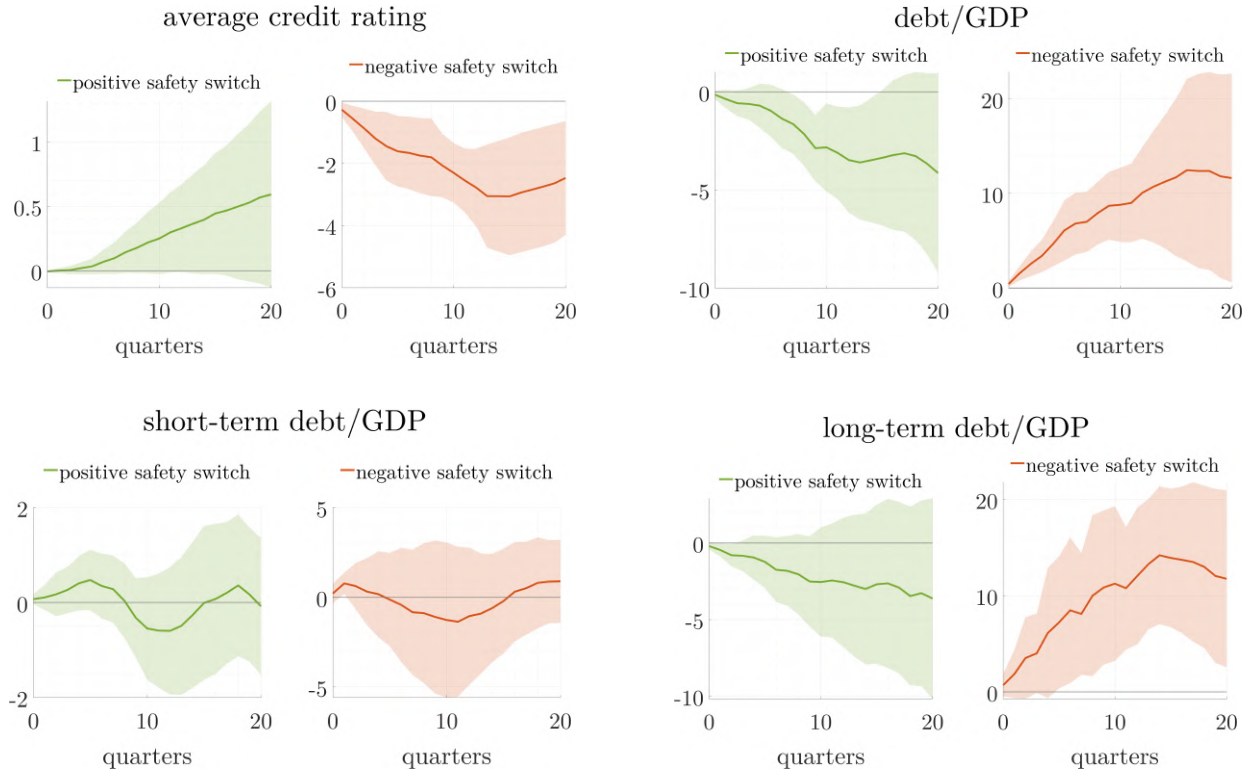 average credit rating
positive safety switch
1
0.5
0
0
10
20
quarters
negative safety switch
0
-2
-4
-6
0
10
20
quarters
debt/GDP
positive safety switch
0
-5
-10
0
10
20
quarters
negative safety switch
20
10
0
0
10
20
quarters
short-term debt/GDP
positive safety switch
2
0
-2
0
10
20
quarters
negative safety switch
5
0
-5
0
10
20
quarters
long-term debt/GDP
positive safety switch
0
-5
-10
0
10
20
quarters
negative safety switch
20
10
0
0
10
20
quarters